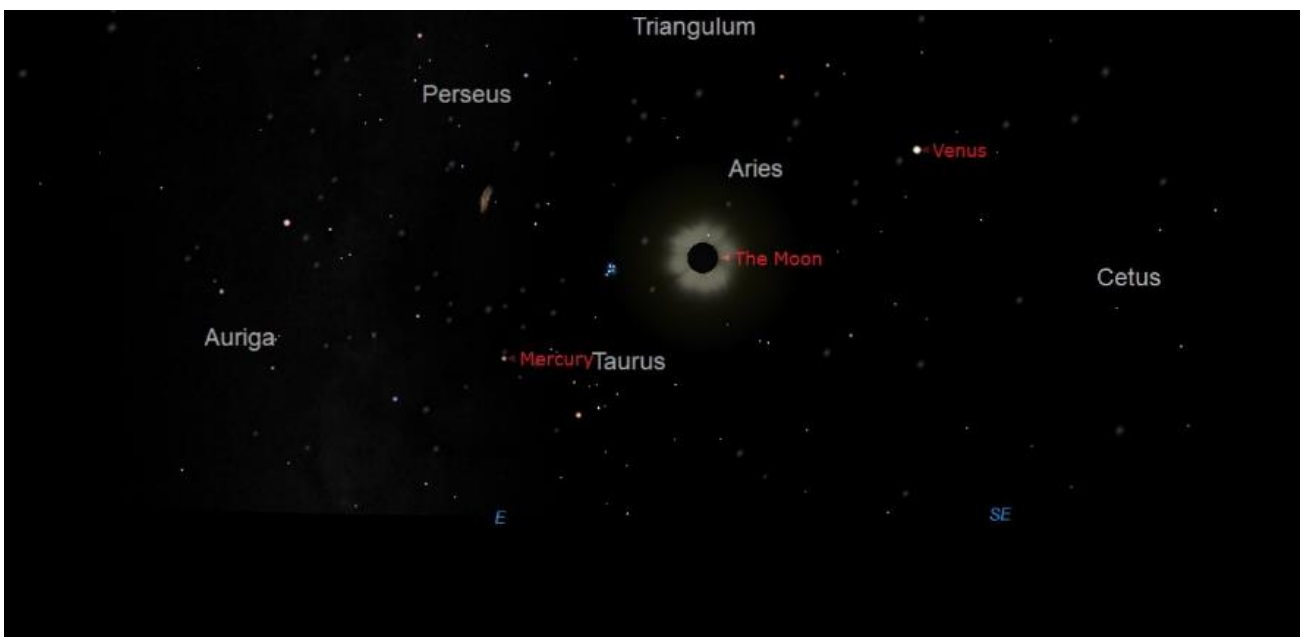 Triangulum
Perseus
Venus
Aries
The Moon
Cetus
Auriga
Mercury
Taurus
E
SE